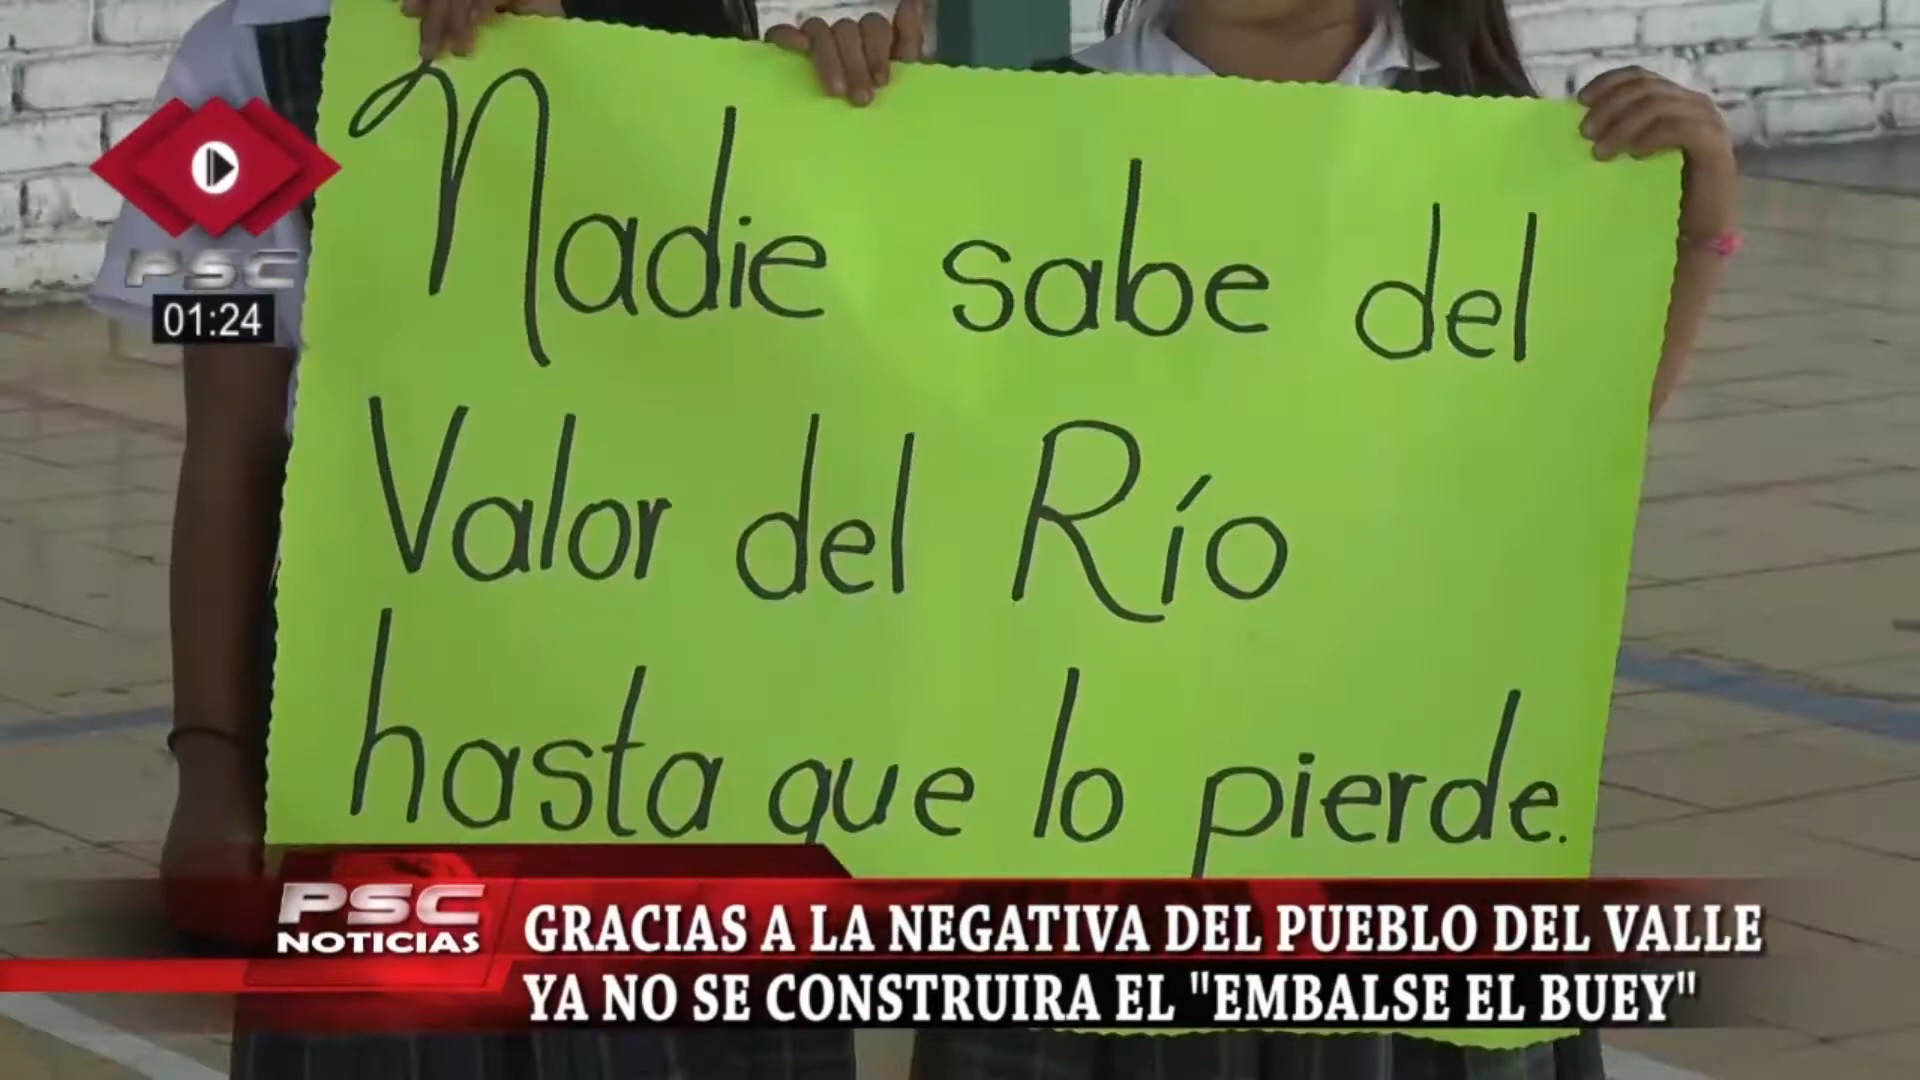 Nadie sabe del
Valor del Río
hasta que lo pierde.
PSC
01:24
PSC
NOTICIAS
GRACIAS A LA NEGATIVA DEL PUEBLO DEL VALLE
YA NO SE CONSTRUIRA EL "EMBALSE EL BUEY"